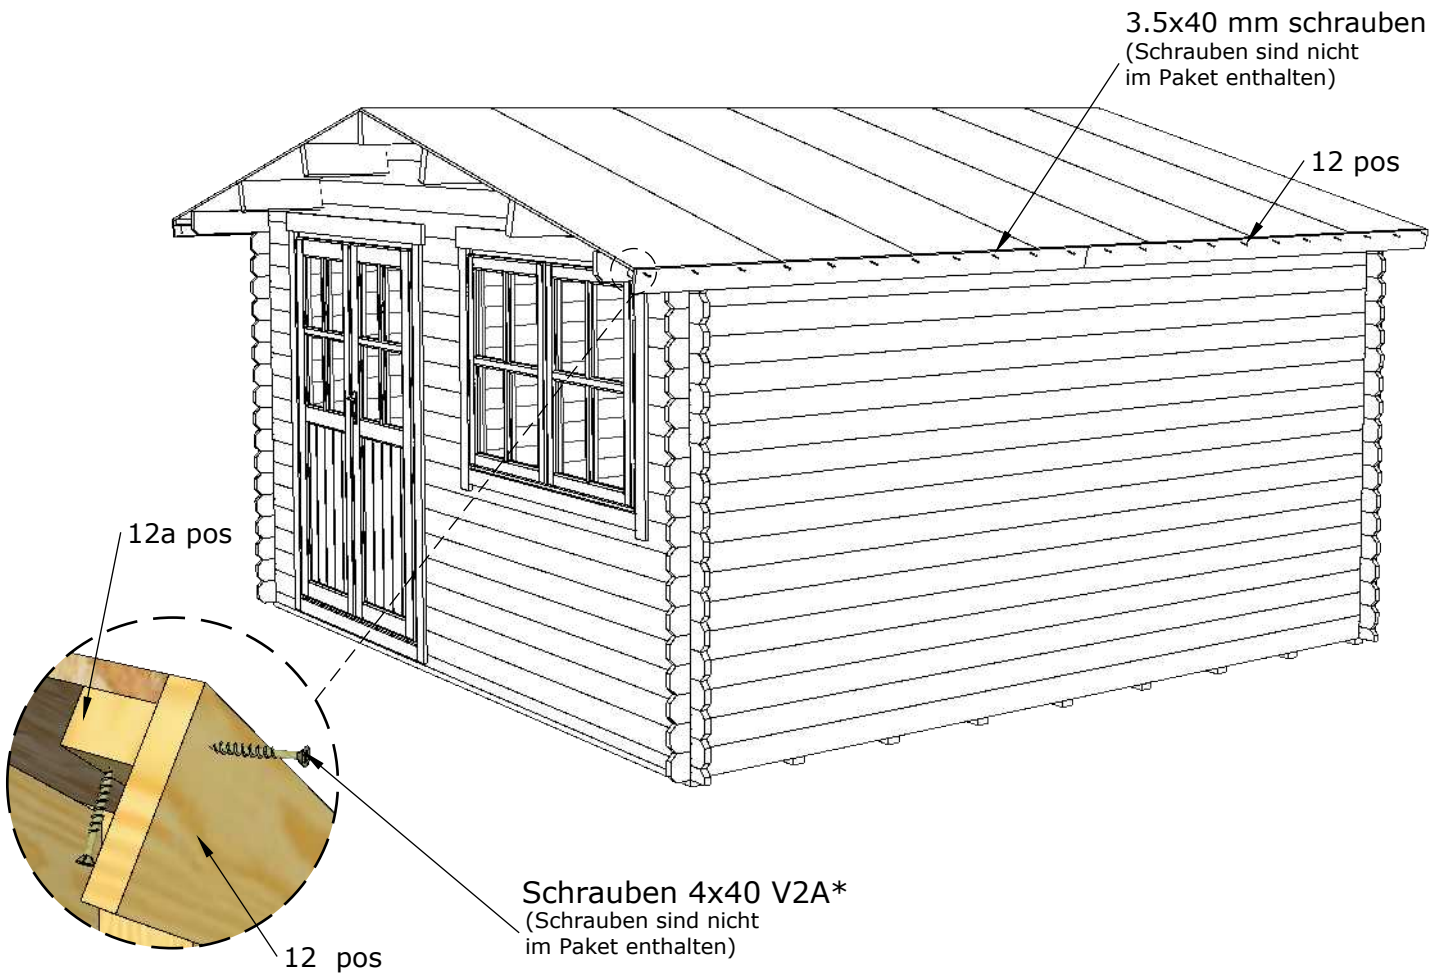 3.5x40 mm schrauben
(Schrauben sind nicht
im Paket enthalten)
12 pos
12a pos
Schrauben 4x40 V2A*
(Schrauben sind nicht
im Paket enthalten)
12 pos